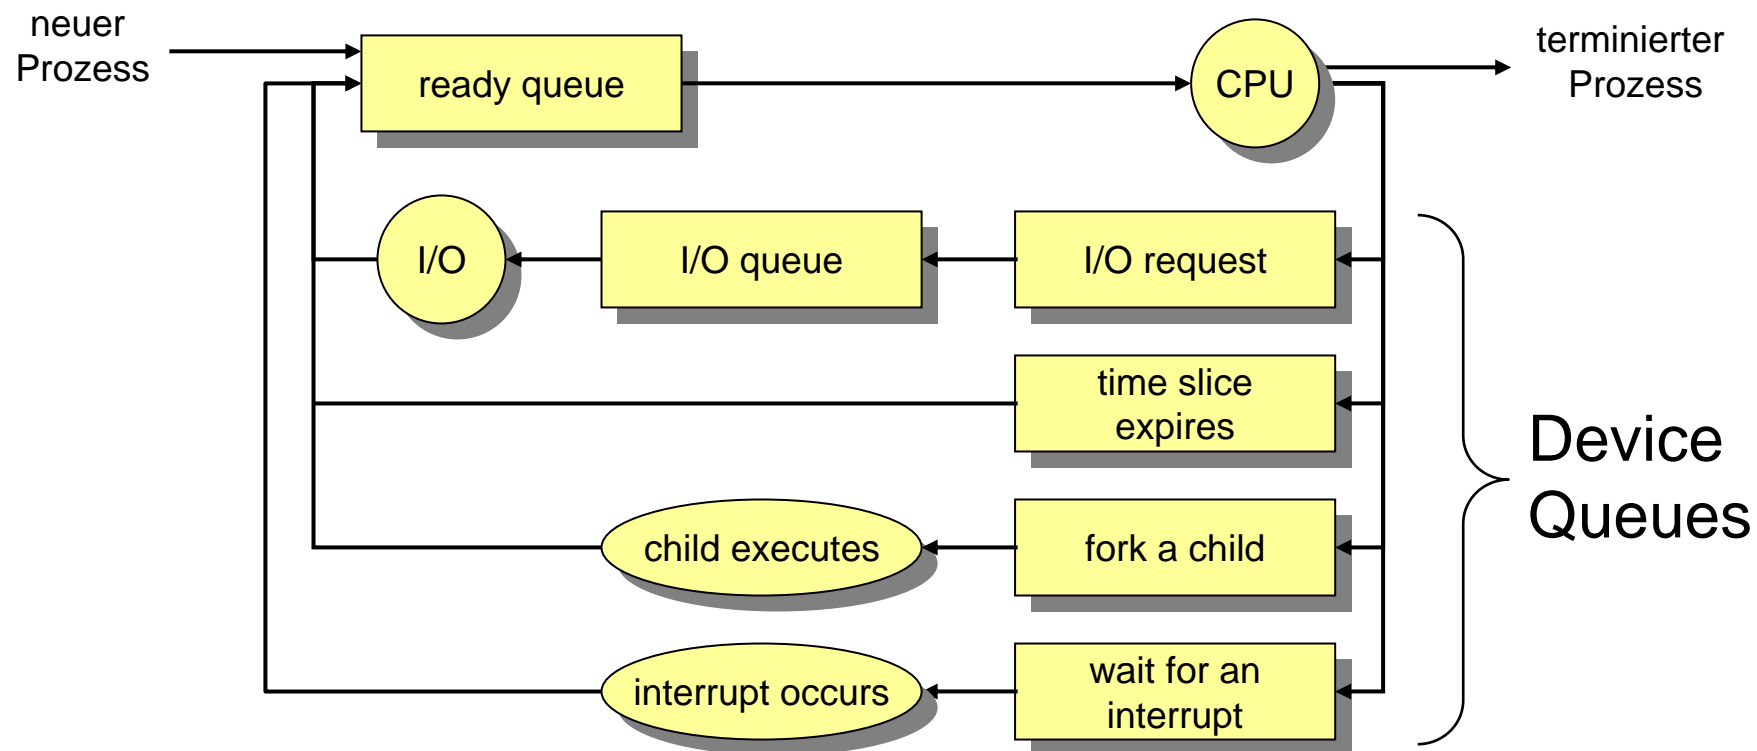 neuer
Prozess
ready queue
CPU
terminierter
Prozess
I/O
I/O queue
I/O request
time slice
expires
Device
Queues
child executes
fork a child
interrupt occurs
wait for an
interrupt